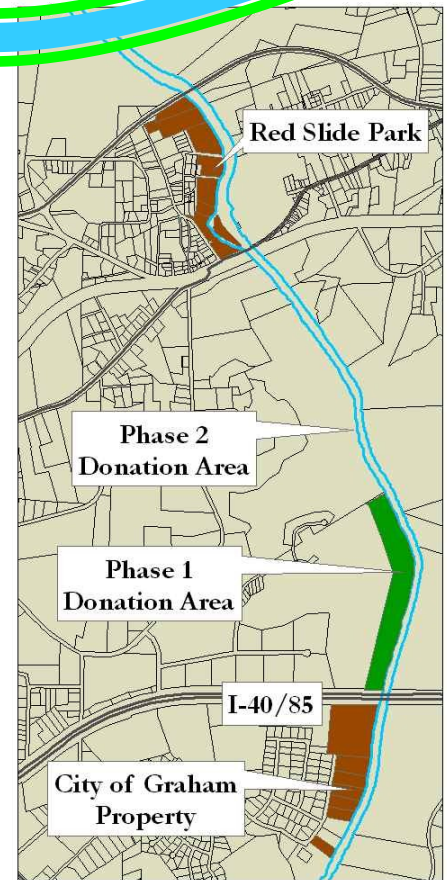 Red Slide Park
Phase 2
Donation Area
Phase 1
Donation Area
I-40/85
City of Graham
Property